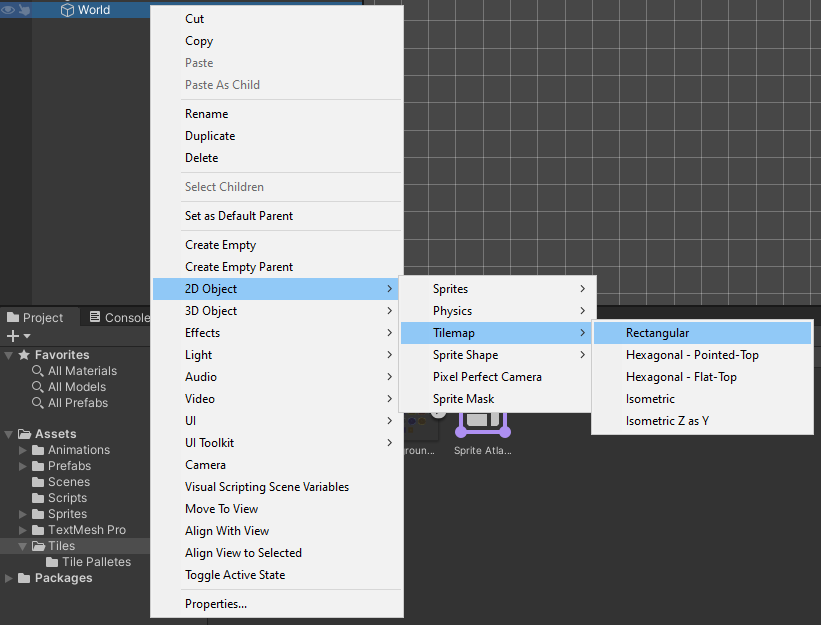 World
Cut
Copy
Paste
Paste As Child
Rename
Duplicate
Delete
Select Children
Set as Default Parent
Create Empty
Create Empty Parent
2D Object
3D Object
Effects
Light
Audio
Video
UI
UI Toolkit
Camera
Visual Scripting Scene Variables
Move To View
Align With View
Align View to Selected
Toggle Active State
Properties...
Sprites
Physics
Tilemap
Sprite Shape
Pixel Perfect Camera
Sprite Mask
Rectangular
Hexagonal - Pointed-Top
Hexagonal - Flat-Top
Isometric
Isometric Z as Y
Project
Console
Favorites
All Materials
All Models
All Prefabs
Assets
Animations
Prefabs
Scenes
Scripts
Sprites
TextMesh Pro
Tiles
Tile Palletes
Packages
roun...
Sprite Atla...